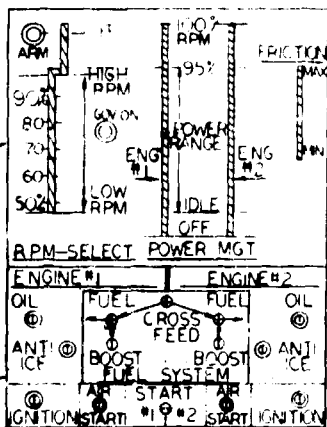 ARM
100%
RPM
FRICTION
HIGH
RPM
95%
MAX
90%
80
GOV ON
POWER
RANGE
70
ENG
#1
ENG
#2
MIN
60
50%
LOW
RPM
IDLE
OFF
RPM-SELECT
POWER MGT
ENGINE #1
ENGINE #2
OIL
FUEL
FUEL
OIL
CROSS
FEED
ANTI
ICE
ANTI
ICE
BOOST
BOOST
FUEL SYSTEM
AIR
START
START
#1
#2
AIR
START
IGNITION
IGNITION